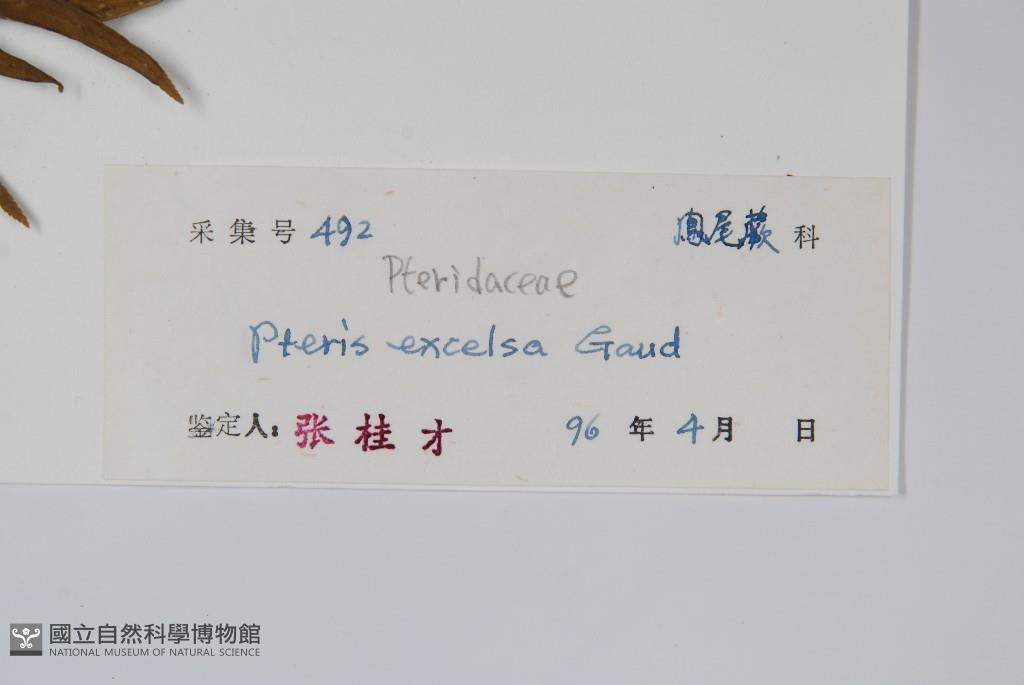 采集号 492 鳳尾蕨 科
Pteridaceae
Pteris excelsa Gaud
鉴定人: 张桂才 96 年 4 月 日
國立自然科學博物館
NATIONAL MUSEUM OF NATURAL SCIENCE